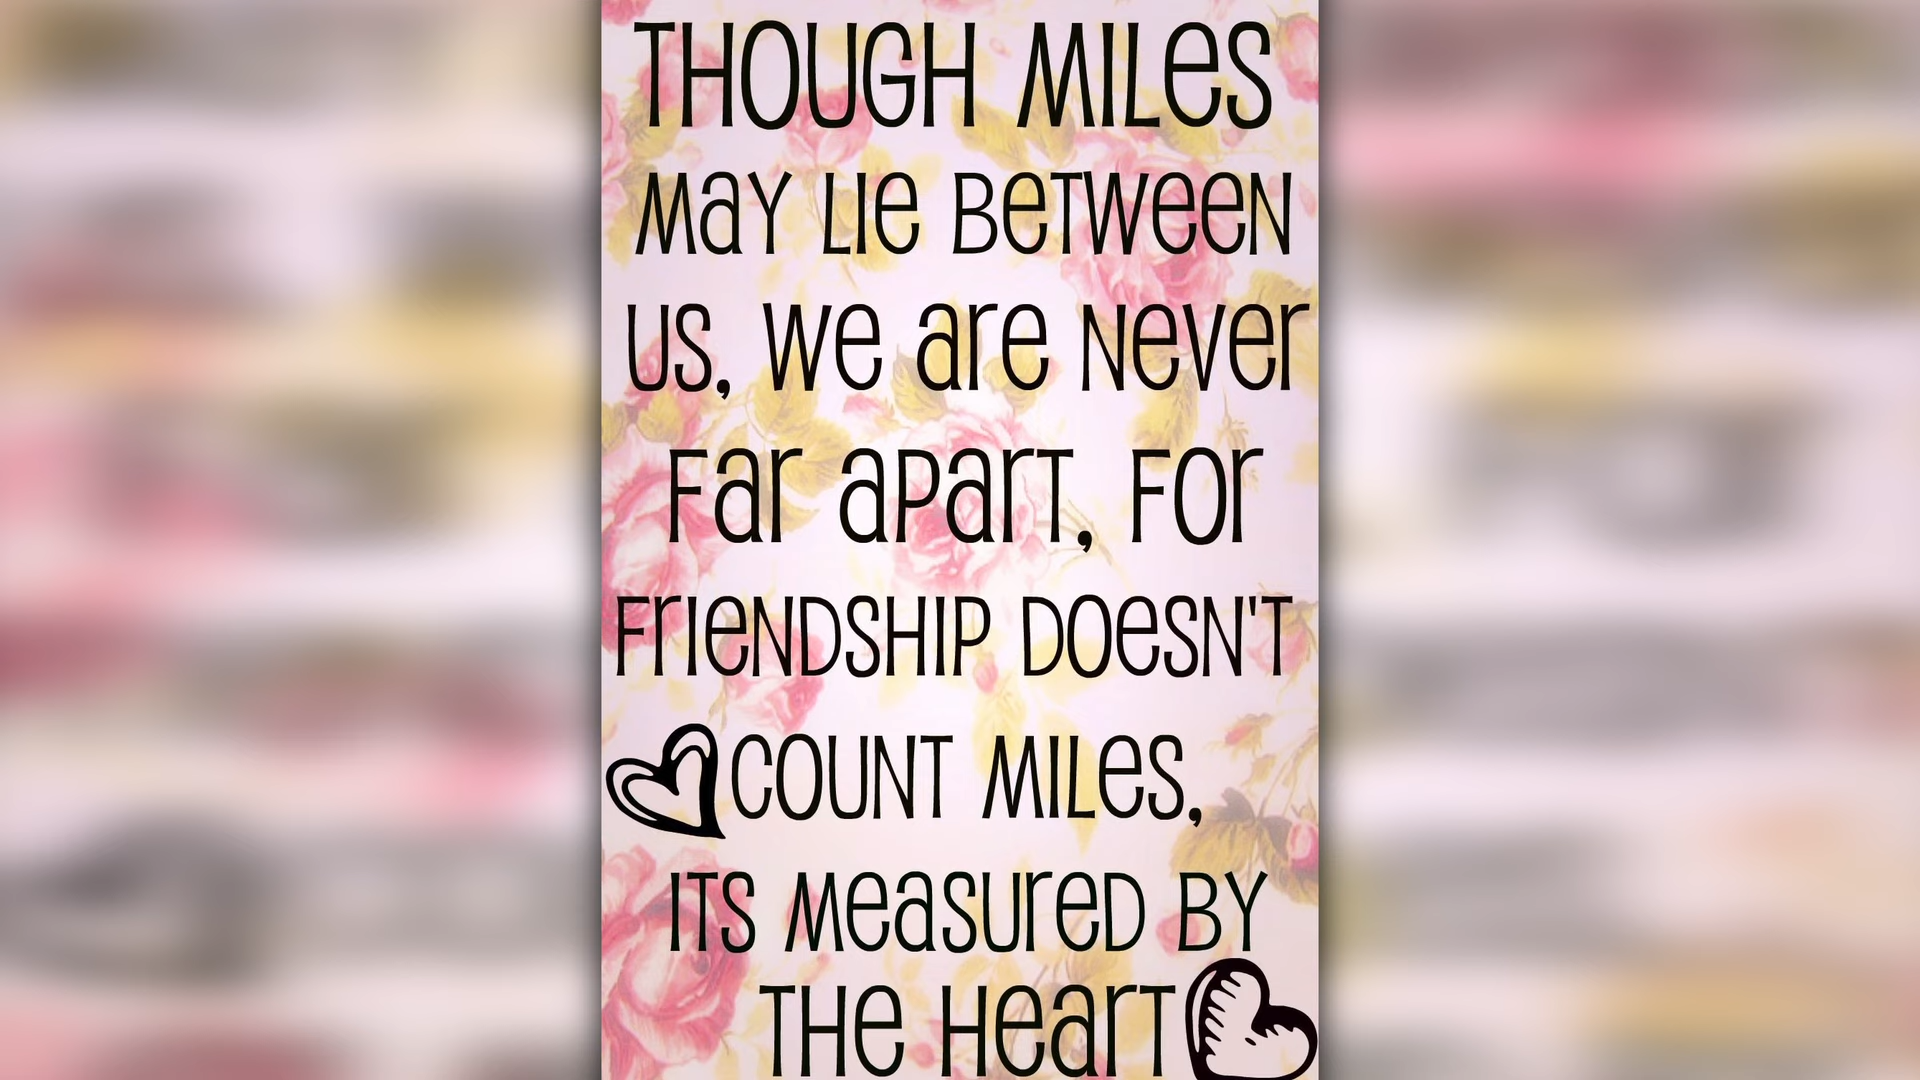 THOUGH MILes
May LIe BeTWeeN
US, We are Never
Far aParT, FOr
FrIeNDSHIP DOeSN'T
COUNT MILes,
ITS MeaSUreD BY
THe HearT